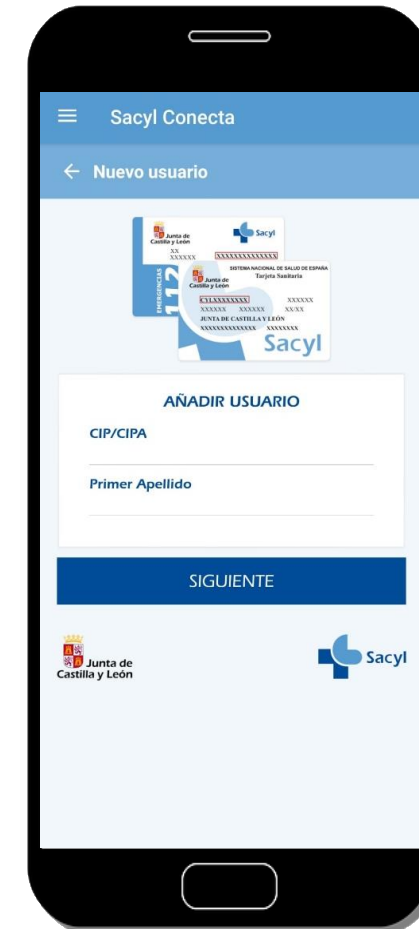 Sacyl Conecta
Nuevo usuario
Junta de
Castilla y León
Sacyl
XX
XXXXXX
XXXXXXXXXXXXX
EMERGENCIAS
112
SISTEMA NACIONAL DE SALUD DE ESPAÑA
Tarjeta Sanitaria
Junta de
Castilla y León
CYLXXXXXXXXX XXXXXX
XXXXXX XXXXXX XX/XX
JUNTA DE CASTILLA Y LEÓN
XXXXXXXXXXXXX XXXXXXXX
Sacyl
AÑADIR USUARIO
CIP/CIPA
Primer Apellido
SIGUIENTE
Junta de
Castilla y León
Sacyl